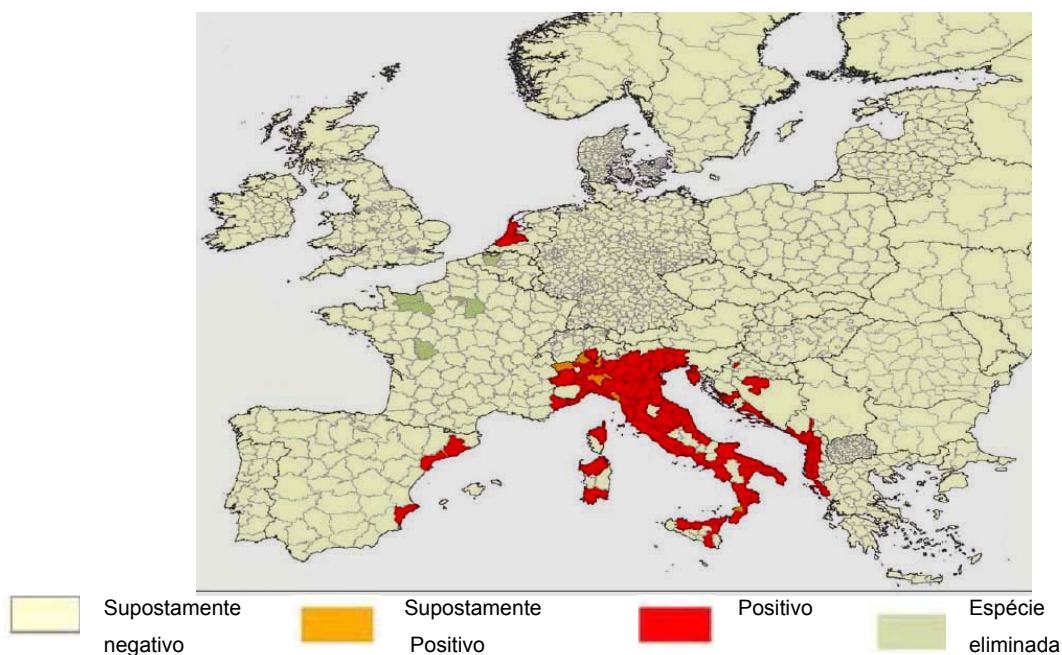 Supostamente
negativo
Supostamente
Positivo
Positivo
Espécie
eliminada